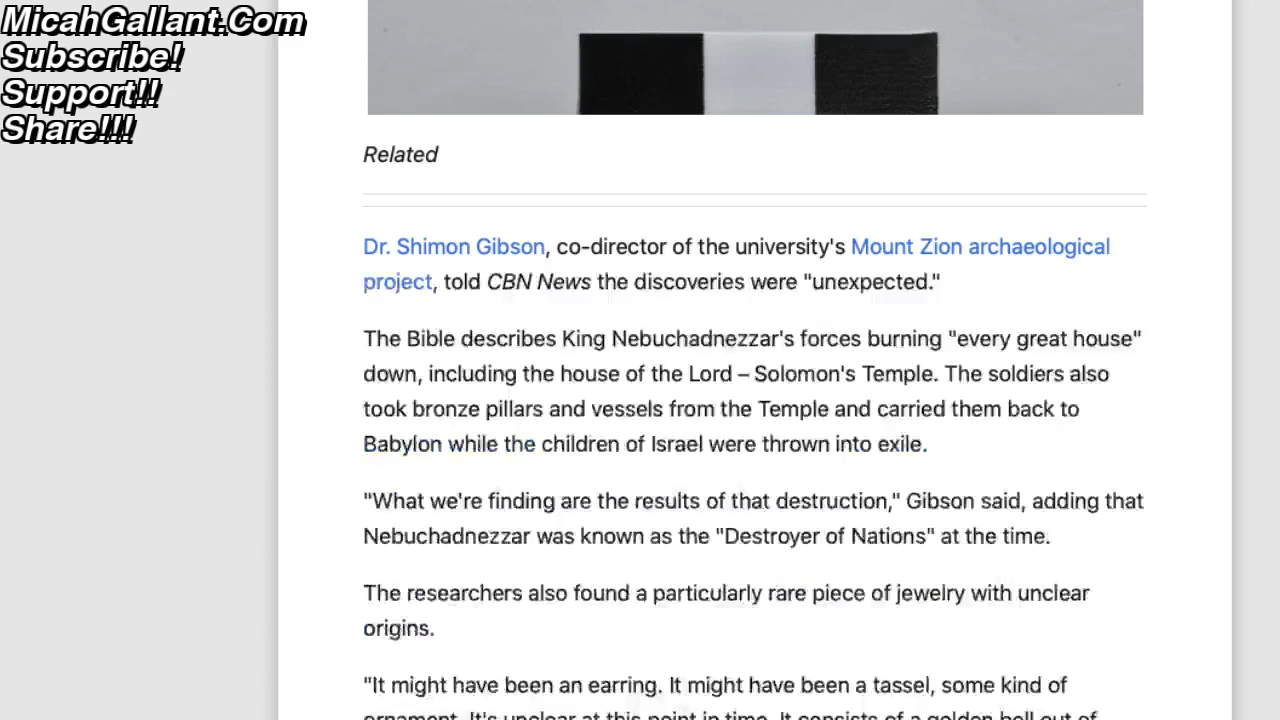 MicahGallant.Com
Subscribe!
Support!!
Share!!!
Related
Dr. Shimon Gibson, co-director of the university's Mount Zion archaeological
project, told CBN News the discoveries were "unexpected."
The Bible describes King Nebuchadnezzar's forces burning "every great house"
down, including the house of the Lord – Solomon's Temple. The soldiers also
took bronze pillars and vessels from the Temple and carried them back to
Babylon while the children of Israel were thrown into exile.
"What we're finding are the results of that destruction," Gibson said, adding that
Nebuchadnezzar was known as the "Destroyer of Nations" at the time.
The researchers also found a particularly rare piece of jewelry with unclear
origins.
"It might have been an earring. It might have been a tassel, some kind of
ornament. It's unclear at this point in time. It consists of a golden bell out of